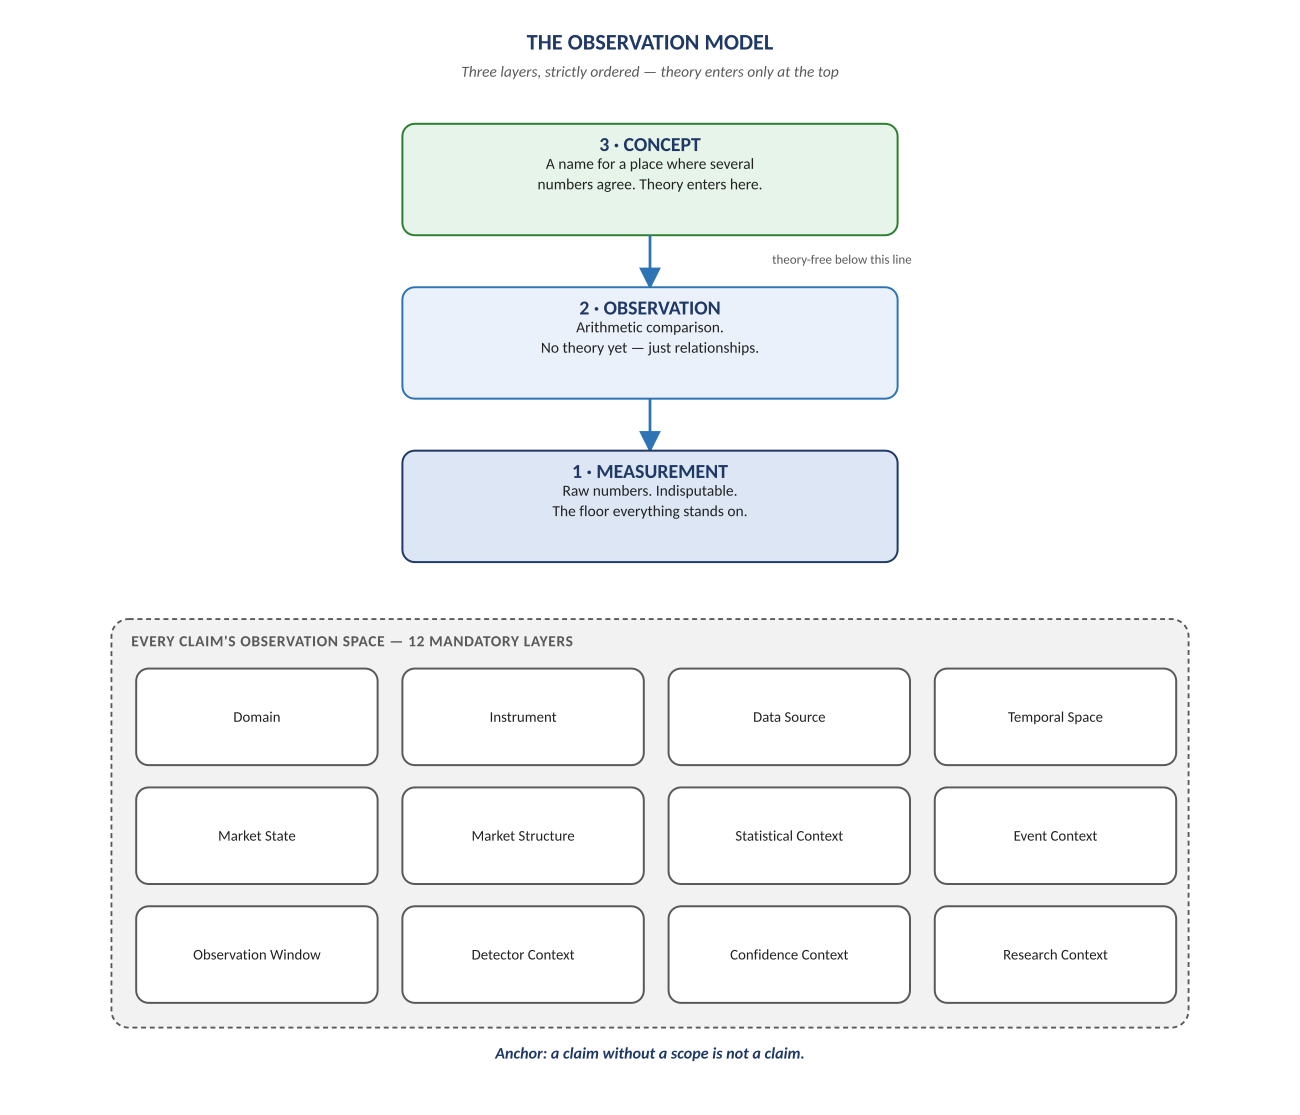 THE OBSERVATION MODEL
Three layers, strictly ordered — theory enters only at the top
3 · CONCEPT
A name for a place where several
numbers agree. Theory enters here.
theory-free below this line
2 · OBSERVATION
Arithmetic comparison.
No theory yet — just relationships.
1 · MEASUREMENT
Raw numbers. Indisputable.
The floor everything stands on.
EVERY CLAIM'S OBSERVATION SPACE — 12 MANDATORY LAYERS
Domain
Instrument
Data Source
Temporal Space
Market State
Market Structure
Statistical Context
Event Context
Observation Window
Detector Context
Confidence Context
Research Context
Anchor: a claim without a scope is not a claim.